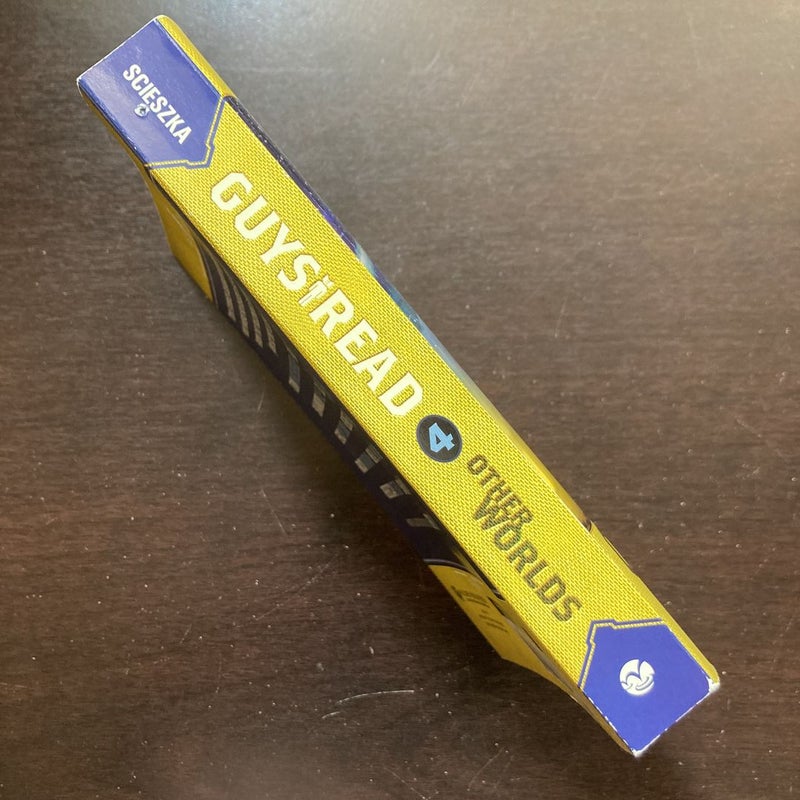 SCIESZKA
GUYS READ
4
OTHER
WORLDS